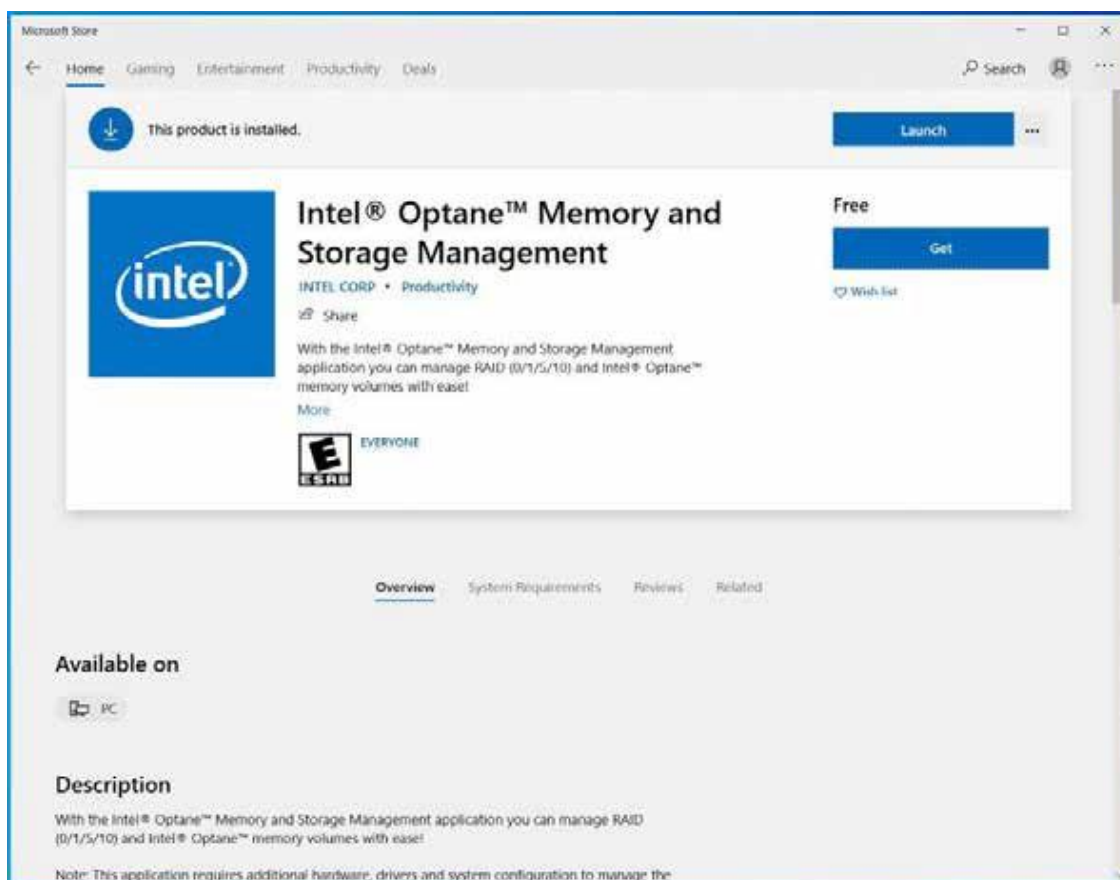 Microsoft Store
Home Gaming Entertainment Productivity Deals Search
This product is installed.
Launch
intel
Intel® Optane™ Memory and
Storage Management
INTEL CORP • Productivity
Share
With the Intel® Optane™ Memory and Storage Management
application you can manage RAID (0/1/5/10) and Intel® Optane™
memory volumes with ease!
More
E
ESRB
EVERYONE
Free
Get
Wish list
Overview System Requirements Reviews Related
Available on
PC
Description
With the Intel® Optane™ Memory and Storage Management application you can manage RAID
(0/1/5/10) and Intel® Optane™ memory volumes with ease!
Note: This application requires additional hardware, drivers and system configuration to manage the